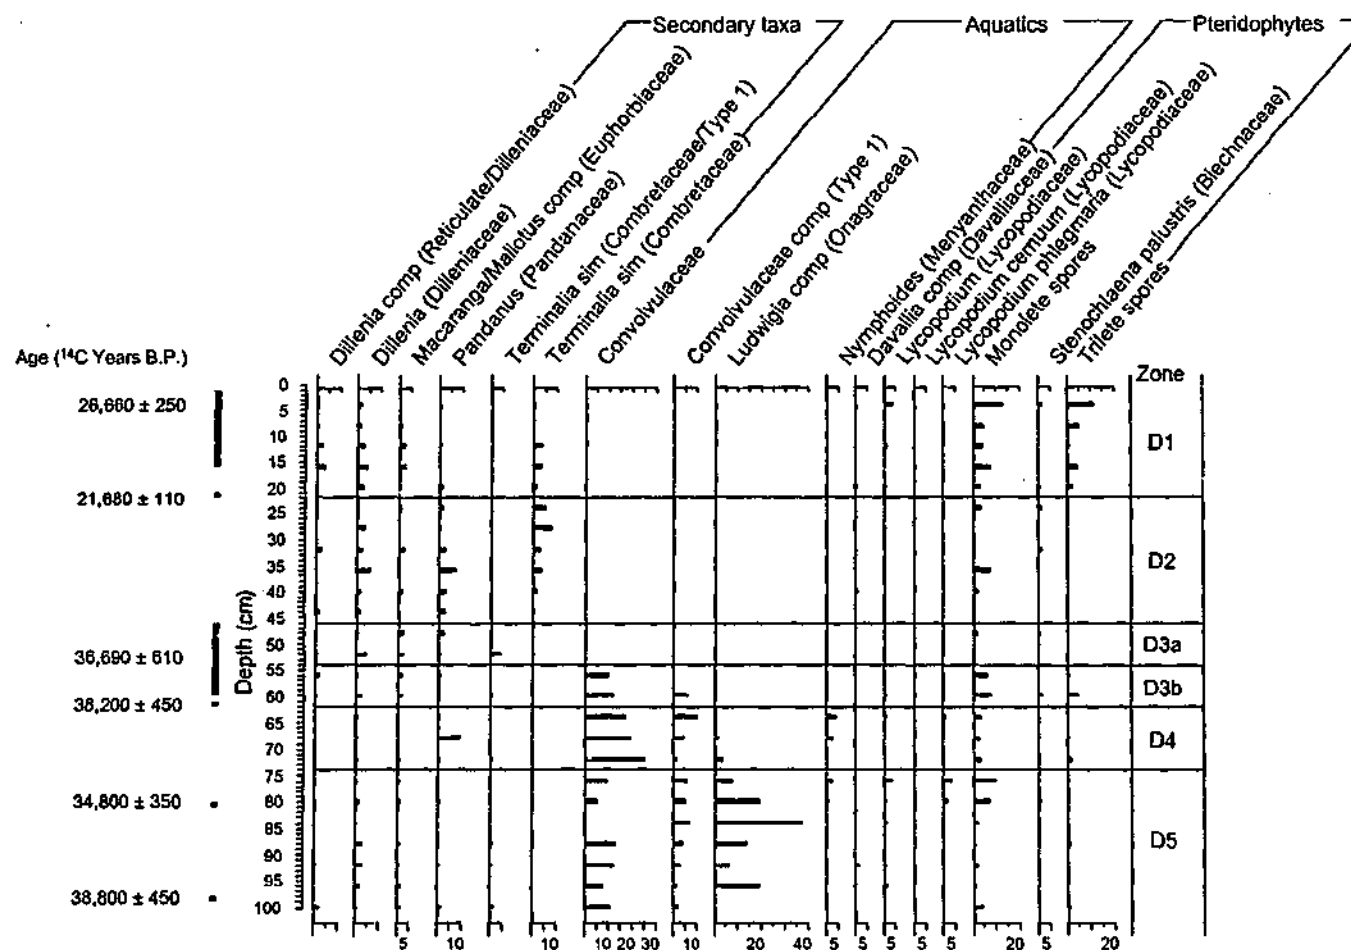 Secondary taxa
Aquatics
Pteridophytes
Dillenia comp (Reticulate/Dilleniaceae)
Dillenia (Dilleniaceae)
Macaranga/Mallotus comp (Euphorbiaceae)
Pandanus (Pandanaceae)
Terminalia sim (Combretaceae/Type 1)
Terminalia sim (Combretaceae)
Convolvulaceae
Convolvulaceae comp (Type 1)
Ludwigia comp (Onagraceae)
Nymphoides (Menyanthaceae)
Davallia comp (Davalliaceae)
Lycopodium (Lycopodiaceae)
Lycopodium cernuum (Lycopodiaceae)
Lycopodium phlegmaria (Lycopodiaceae)
Monolete spores
Stenochlaena palustris (Blechnaceae)
Trilete spores
Age (¹⁴C Years B.P.)
Zone
26,660 ± 250
21,680 ± 110
36,690 ± 610
38,200 ± 450
34,800 ± 350
38,800 ± 450
Depth (cm)
0
5
10
15
20
25
30
35
40
45
50
55
60
65
70
75
80
85
90
95
100
D1
D2
D3a
D3b
D4
D5
5 10 10 10 20 30 10 20 40 5 5 5 5 5 20 5 20